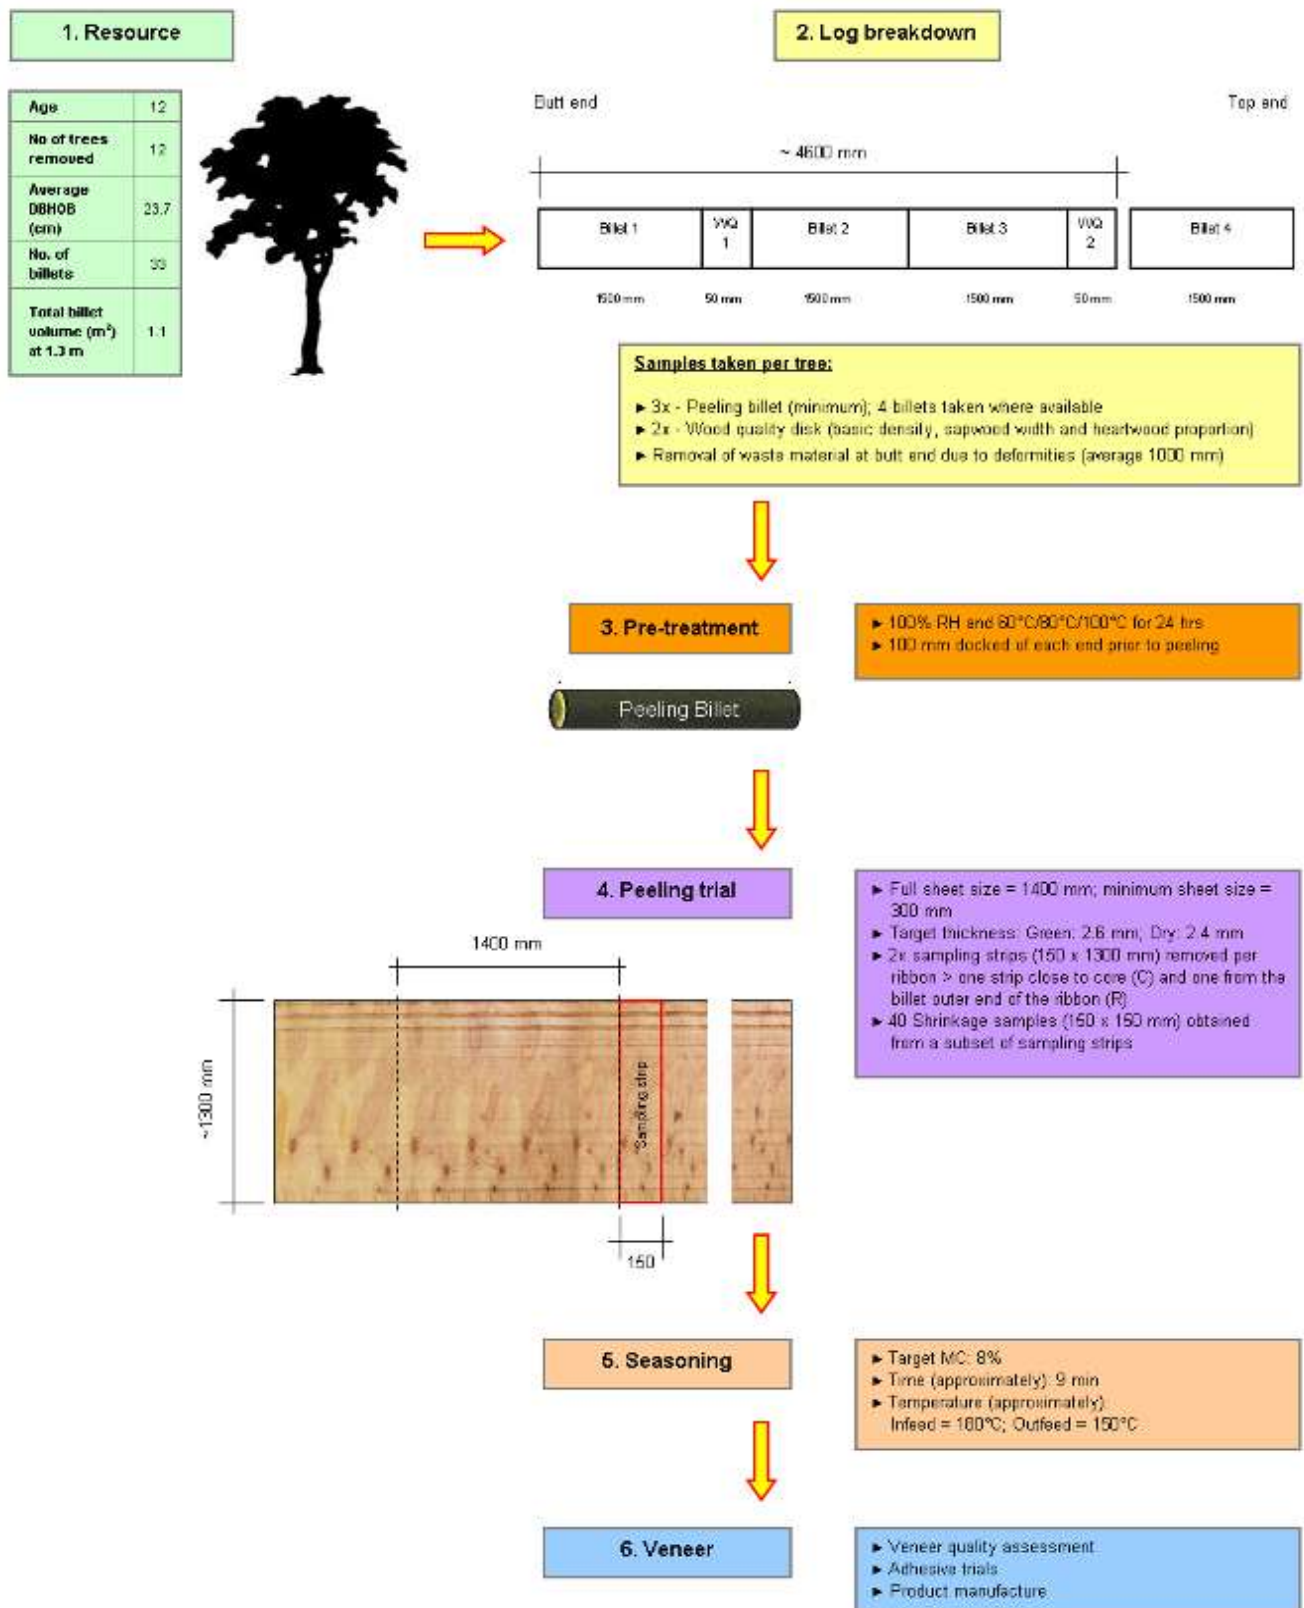 1. Resource
2. Log breakdown
Age 12
No of trees
removed 12
Average
DBHOB
(cm) 23.7
No. of
billets 33
Total billet
volume (m³)
at 1.3 m 1.1
Butt end
Top end
~ 4600 mm
Billet 1
WQ
1
Billet 2
Billet 3
WQ
2
Billet 4
1500 mm
50 mm
1500 mm
1500 mm
50 mm
1500 mm
Samples taken per tree:
► 3x - Peeling billet (minimum); 4 billets taken where available
► 2x - Wood quality disk (basic density, sapwood width and heartwood proportion)
► Removal of waste material at butt end due to deformities (average 1000 mm)
3. Pre-treatment
► 100% RH and 60°C/80°C/100°C for 24 hrs
► 100 mm docked of each end prior to peeling
Peeling Billet
4. Peeling trial
► Full sheet size = 1400 mm; minimum sheet size =
300 mm
► Target thickness: Green: 2.6 mm; Dry: 2.4 mm
► 2x sampling strips (150 x 1300 mm) removed per
ribbon > one strip close to core (C) and one from the
billet outer end of the ribbon (R)
► 40 Shrinkage samples (150 x 150 mm) obtained
from a subset of sampling strips
1400 mm
~1300 mm
Sampling strip
150
5. Seasoning
► Target MC: 8%
► Time (approximately): 9 min
► Temperature (approximately):
Infeed = 180°C; Outfeed = 150°C
6. Veneer
► Veneer quality assessment
► Adhesive trials
► Product manufacture